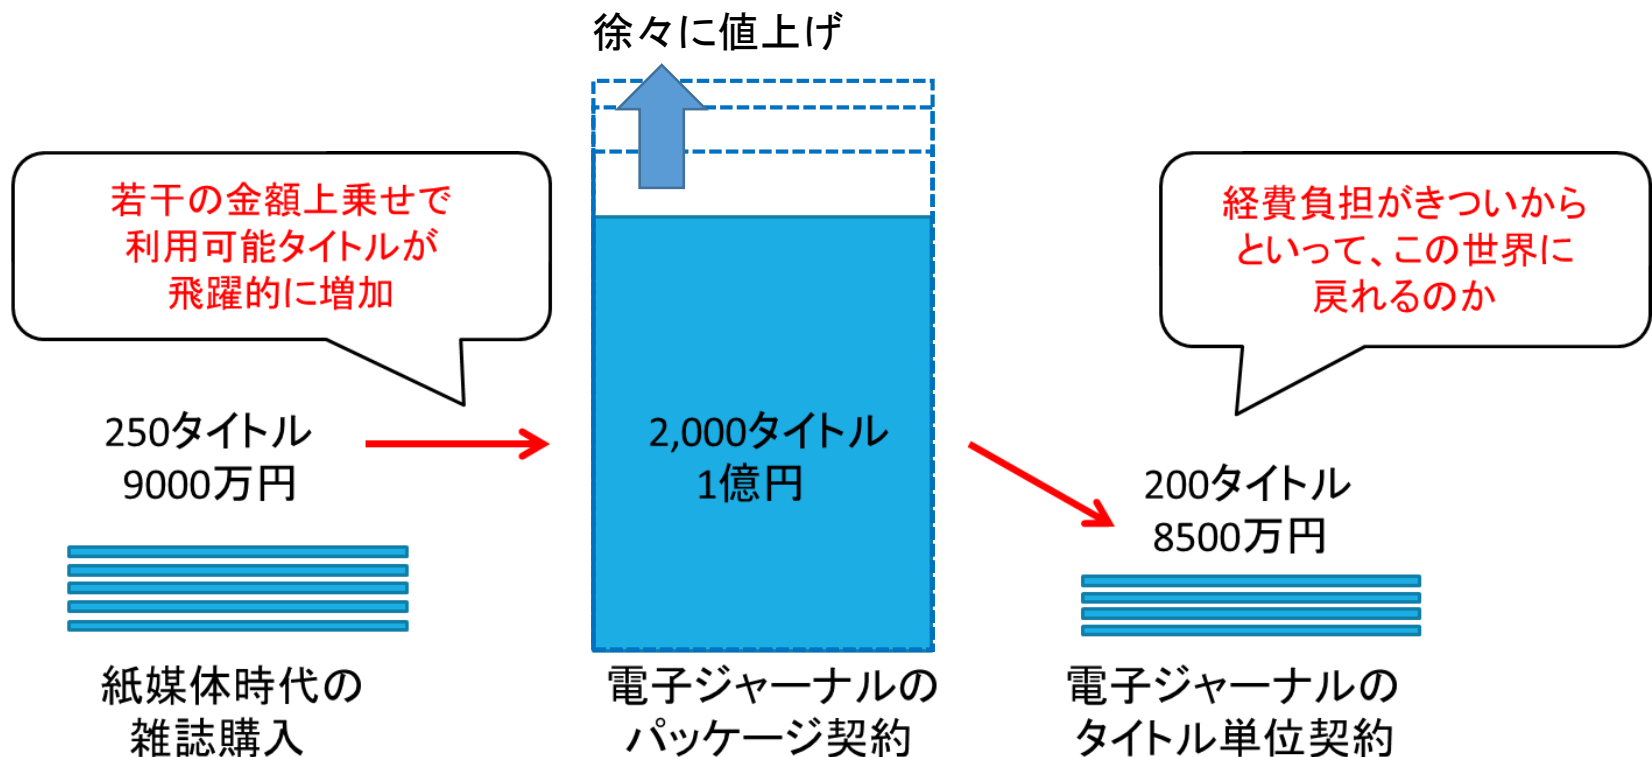 徐々に値上げ
若干の金額上乗せで
利用可能タイトルが
飛躍的に増加
経費負担がきついから
といって、この世界に
戻れるのか
250タイトル
9000万円
2,000タイトル
1億円
200タイトル
8500万円
紙媒体時代の
雑誌購入
電子ジャーナルの
パッケージ契約
電子ジャーナルの
タイトル単位契約